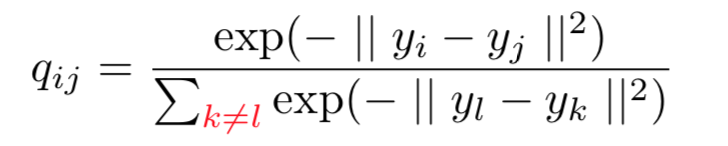 q_{ij} = \frac{\exp(- || y_i - y_j ||^2)}{\sum_{k \neq l} \exp(- || y_l - y_k ||^2)}